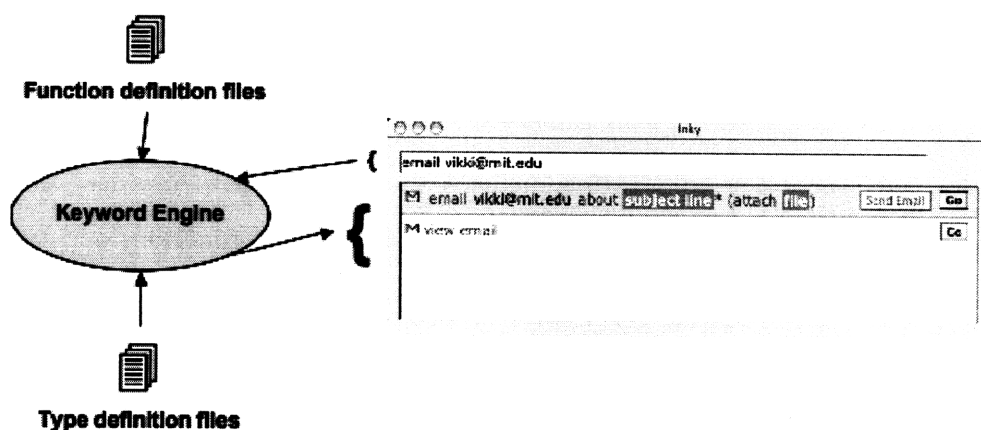 Function definition files
Inky
email vikki@mit.edu
email vikki@mit.edu about subject line * (attach file)
Send Email
Go
view email
Go
Keyword Engine
{
{
Type definition files